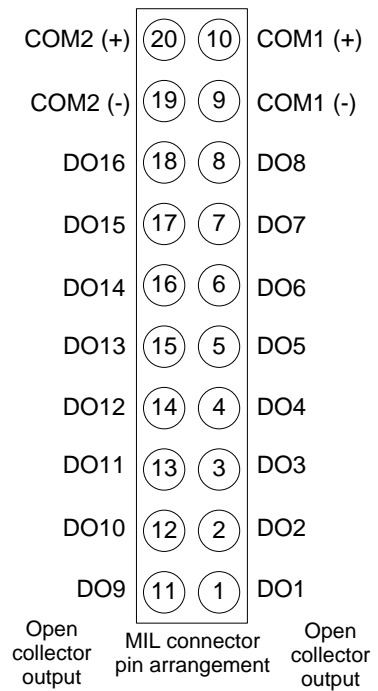 COM2 (+) 20 10 COM1 (+)
COM2 (-) 19 9 COM1 (-)
DO16 18 8 DO8
DO15 17 7 DO7
DO14 16 6 DO6
DO13 15 5 DO5
DO12 14 4 DO4
DO11 13 3 DO3
DO10 12 2 DO2
DO9 11 1 DO1
Open
collector
output
MIL connector
pin arrangement
Open
collector
output